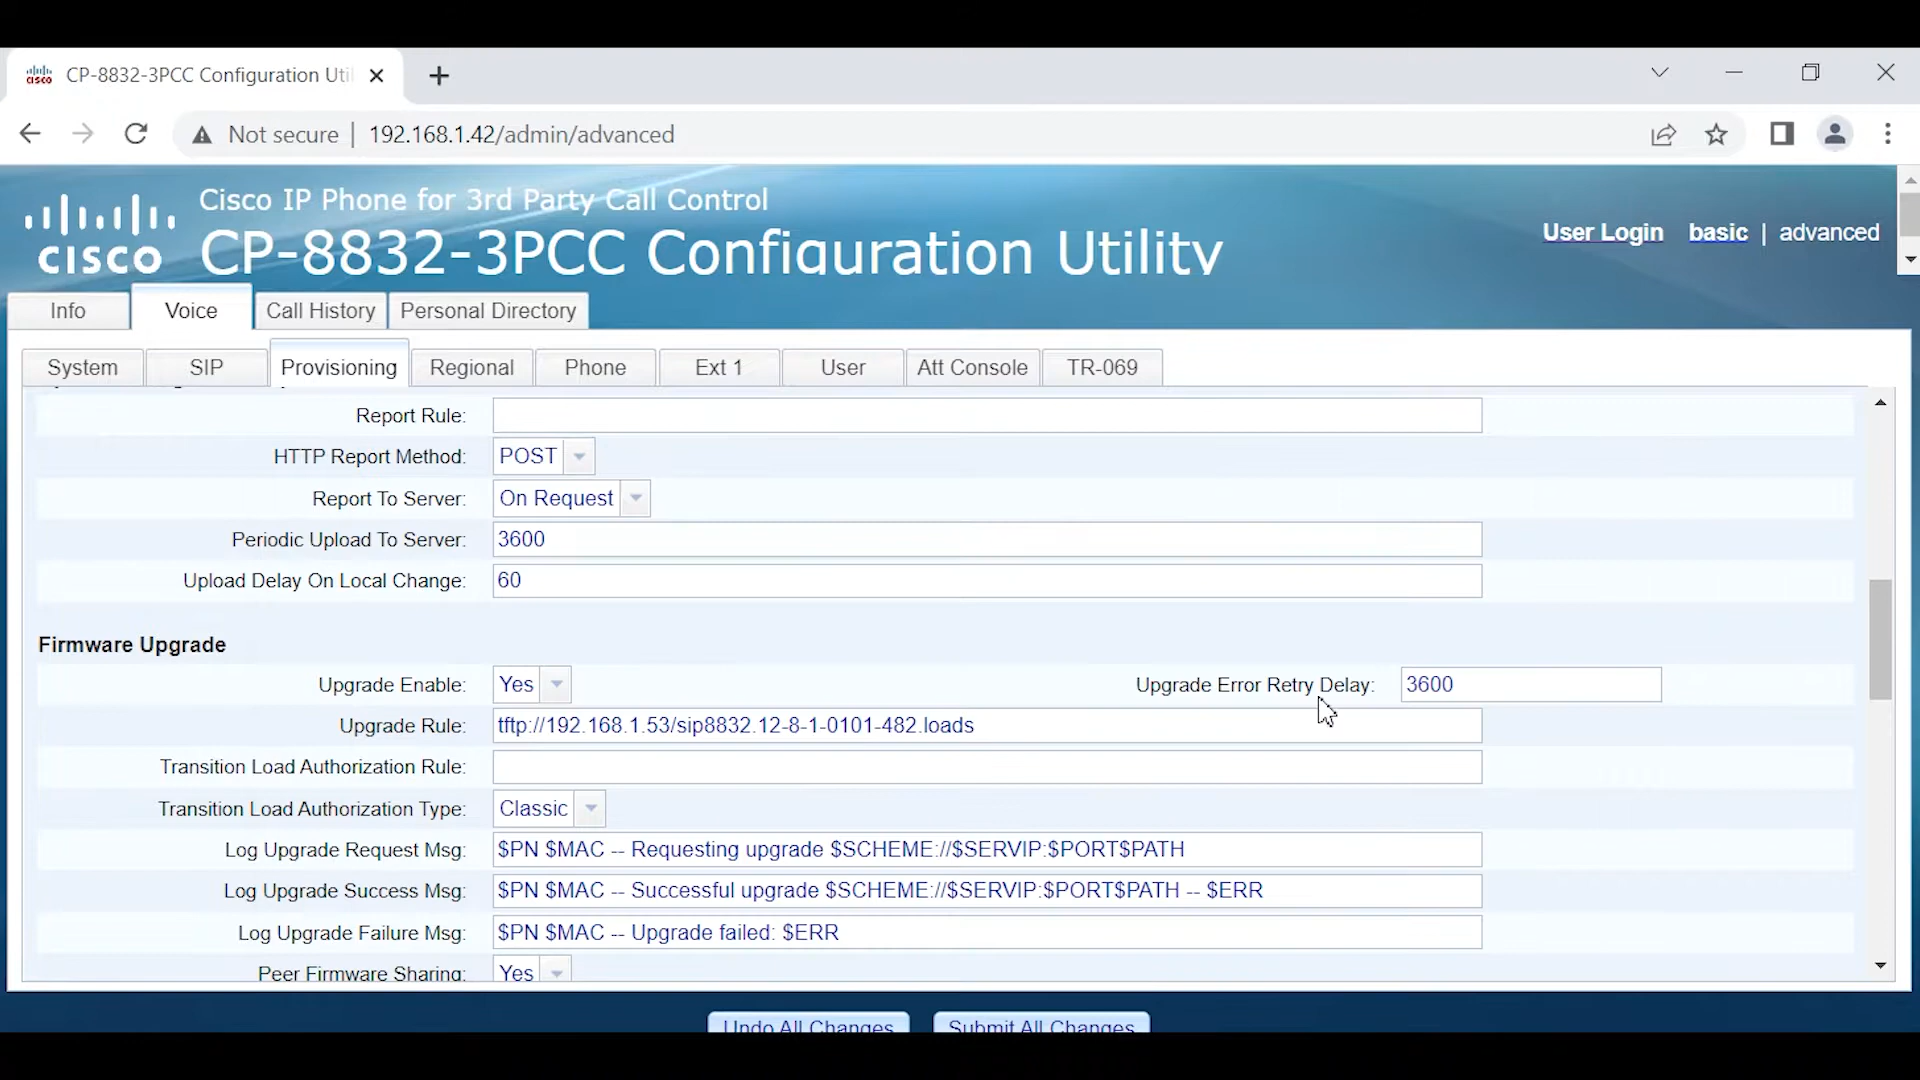 CP-8832-3PCC Configuration Uti
Not secure | 192.168.1.42/admin/advanced
Cisco IP Phone for 3rd Party Call Control
CISCO CP-8832-3PCC Configuration Utility
User Login basic | advanced
Info Voice Call History Personal Directory
System SIP Provisioning Regional Phone Ext 1 User Att Console TR-069
Report Rule:
HTTP Report Method: POST
Report To Server: On Request
Periodic Upload To Server: 3600
Upload Delay On Local Change: 60
Firmware Upgrade
Upgrade Enable: Yes Upgrade Error Retry Delay: 3600
Upgrade Rule: tftp://192.168.1.53/sip8832.12-8-1-0101-482.loads
Transition Load Authorization Rule:
Transition Load Authorization Type: Classic
Log Upgrade Request Msg: $PN $MAC -- Requesting upgrade $SCHEME://$SERVIP:$PORT$PATH
Log Upgrade Success Msg: $PN $MAC -- Successful upgrade $SCHEME://$SERVIP:$PORT$PATH -- $ERR
Log Upgrade Failure Msg: $PN $MAC -- Upgrade failed: $ERR
Peer Firmware Sharing: Yes
Undo All Changes Submit All Changes